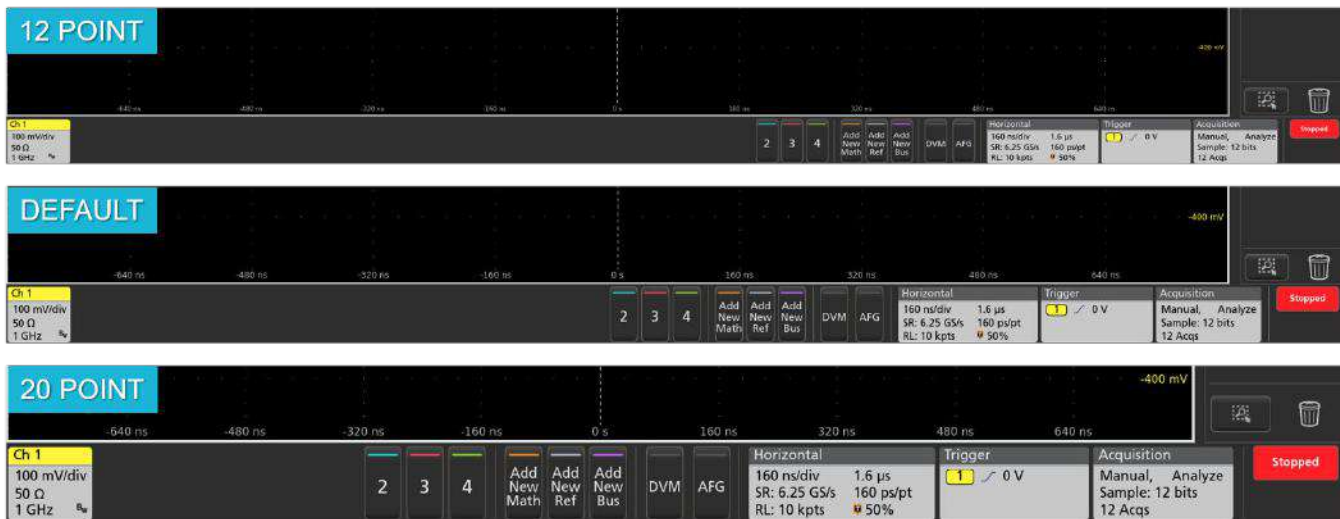 12 POINT
-400 mV
-640 ns -480 ns -320 ns -160 ns 0 s 160 ns 320 ns 480 ns 640 ns
Ch 1
100 mV/div
50 Ω
1 GHz Bw
2 3 4
Add New Math
Add New Ref
Add New Bus
DVM AFG
Horizontal
160 ns/div 1.6 µs
SR: 6.25 GS/s 160 ps/pt
RL: 10 kpts 50%
Trigger
1 0 V
Acquisition
Manual, Analyze
Sample: 12 bits
12 Acqs
Stopped
DEFAULT
-400 mV
-640 ns -480 ns -320 ns -160 ns 0 s 160 ns 320 ns 480 ns 640 ns
Ch 1
100 mV/div
50 Ω
1 GHz Bw
2 3 4
Add New Math
Add New Ref
Add New Bus
DVM AFG
Horizontal
160 ns/div 1.6 µs
SR: 6.25 GS/s 160 ps/pt
RL: 10 kpts 50%
Trigger
1 0 V
Acquisition
Manual, Analyze
Sample: 12 bits
12 Acqs
Stopped
20 POINT
-400 mV
-640 ns -480 ns -320 ns -160 ns 0 s 160 ns 320 ns 480 ns 640 ns
Ch 1
100 mV/div
50 Ω
1 GHz Bw
2 3 4
Add New Math
Add New Ref
Add New Bus
DVM AFG
Horizontal
160 ns/div 1.6 µs
SR: 6.25 GS/s 160 ps/pt
RL: 10 kpts 50%
Trigger
1 0 V
Acquisition
Manual, Analyze
Sample: 12 bits
12 Acqs
Stopped